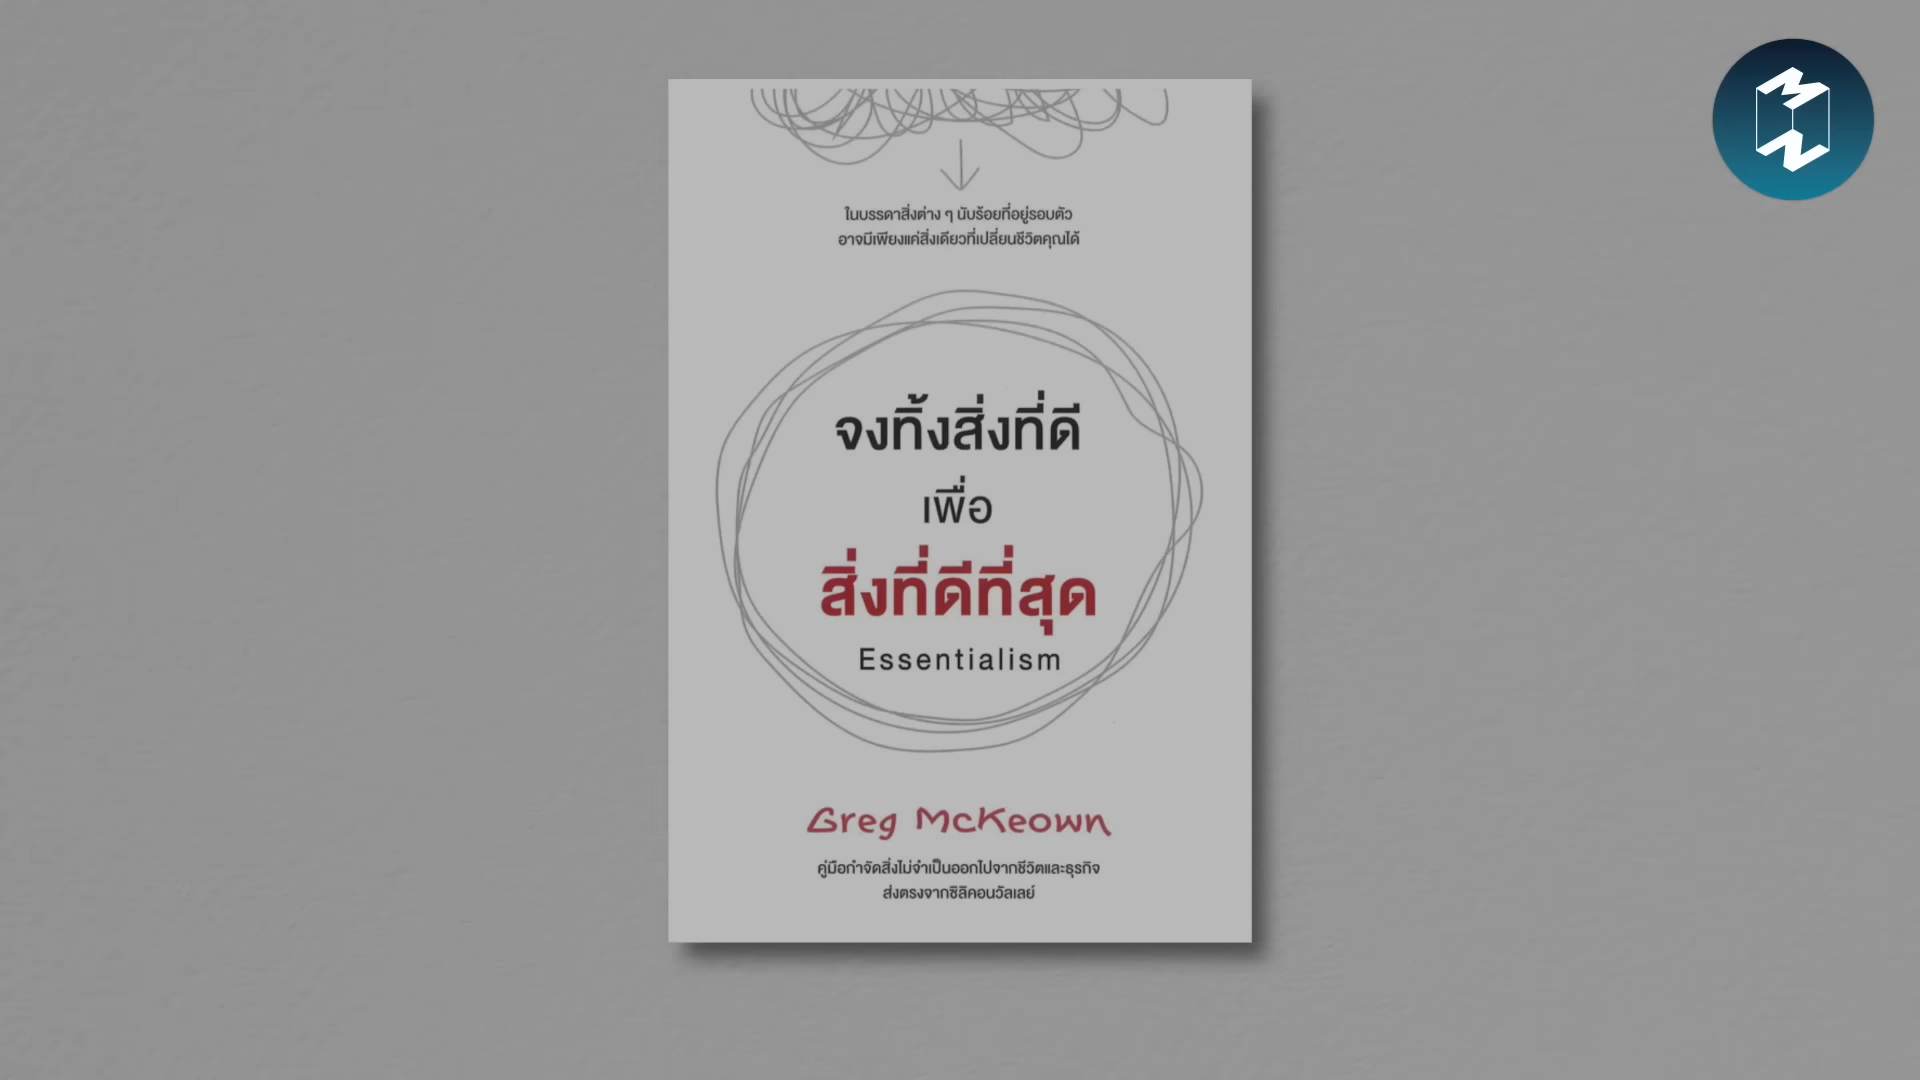 ในบรรดาสิ่งต่าง ๆ นับร้อยที่อยู่รอบตัว
อาจมีเพียงแค่สิ่งเดียวที่เปลี่ยนชีวิตคุณได้
จงทิ้งสิ่งที่ดี
เพื่อ
สิ่งที่ดีที่สุด
Essentialism
Greg McKeown
คู่มือกำจัดสิ่งไม่จำเป็นออกไปจากชีวิตและธุรกิจ
ส่งตรงจากซิลิคอนวัลเลย์